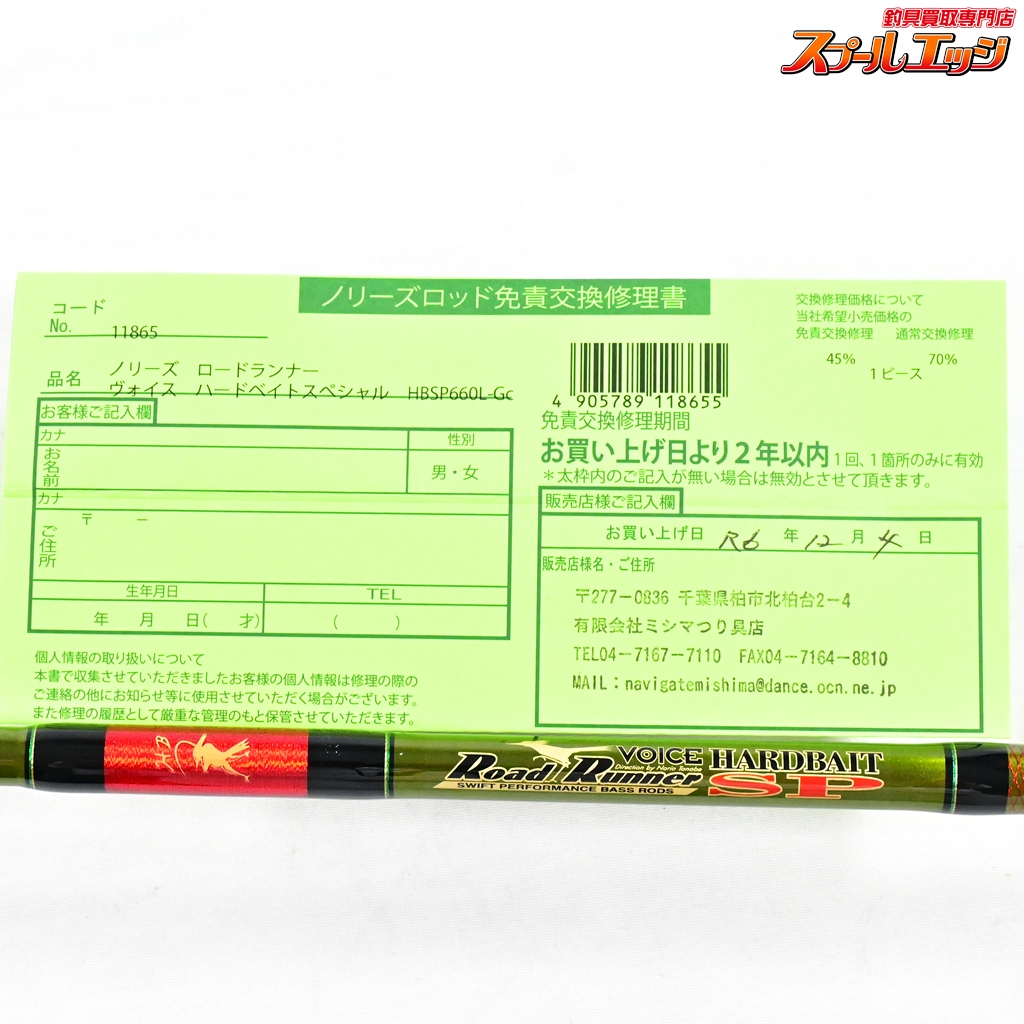 釣具買取専門店
スプールエッジ
ノリーズロッド免責交換修理書
コード
No. 11865
品名 ノリーズ ロードランナー
ヴォイス ハードベイトスペシャル HBSP660L-Gc
お客様ご記入欄
カナ
性別
お名前
男・女
カナ
〒 －
ご住所
生年月日 TEL
年 月 日( 才) ( )
個人情報の取り扱いについて
本書で収集させていただきましたお客様の個人情報は修理の際の
ご連絡の他にお知らせ等に使用させていただく場合がございます。
また修理の履歴として厳重な管理のもと保管させていただきます。
交換修理価格について
当社希望小売価格の
免責交換修理 通常交換修理
45% 70%
1ピース
4 905789 118655
免責交換修理期間
お買い上げ日より2年以内 1回、1箇所のみに有効
＊太枠内のご記入が無い場合は無効とさせて頂きます。
販売店様ご記入欄
お買い上げ日 R6 年 12 月 4 日
販売店様名・ご住所
〒277-0836 千葉県柏市北柏台2-4
有限会社ミシマつり具店
TEL04-7167-7110 FAX04-7164-8810
MAIL：navigatemishima@dance.ocn.ne.jp
VOICE HARDBAIT
Direction by Norio Tanabe
Road Runner SP
SWIFT PERFORMANCE BASS RODS